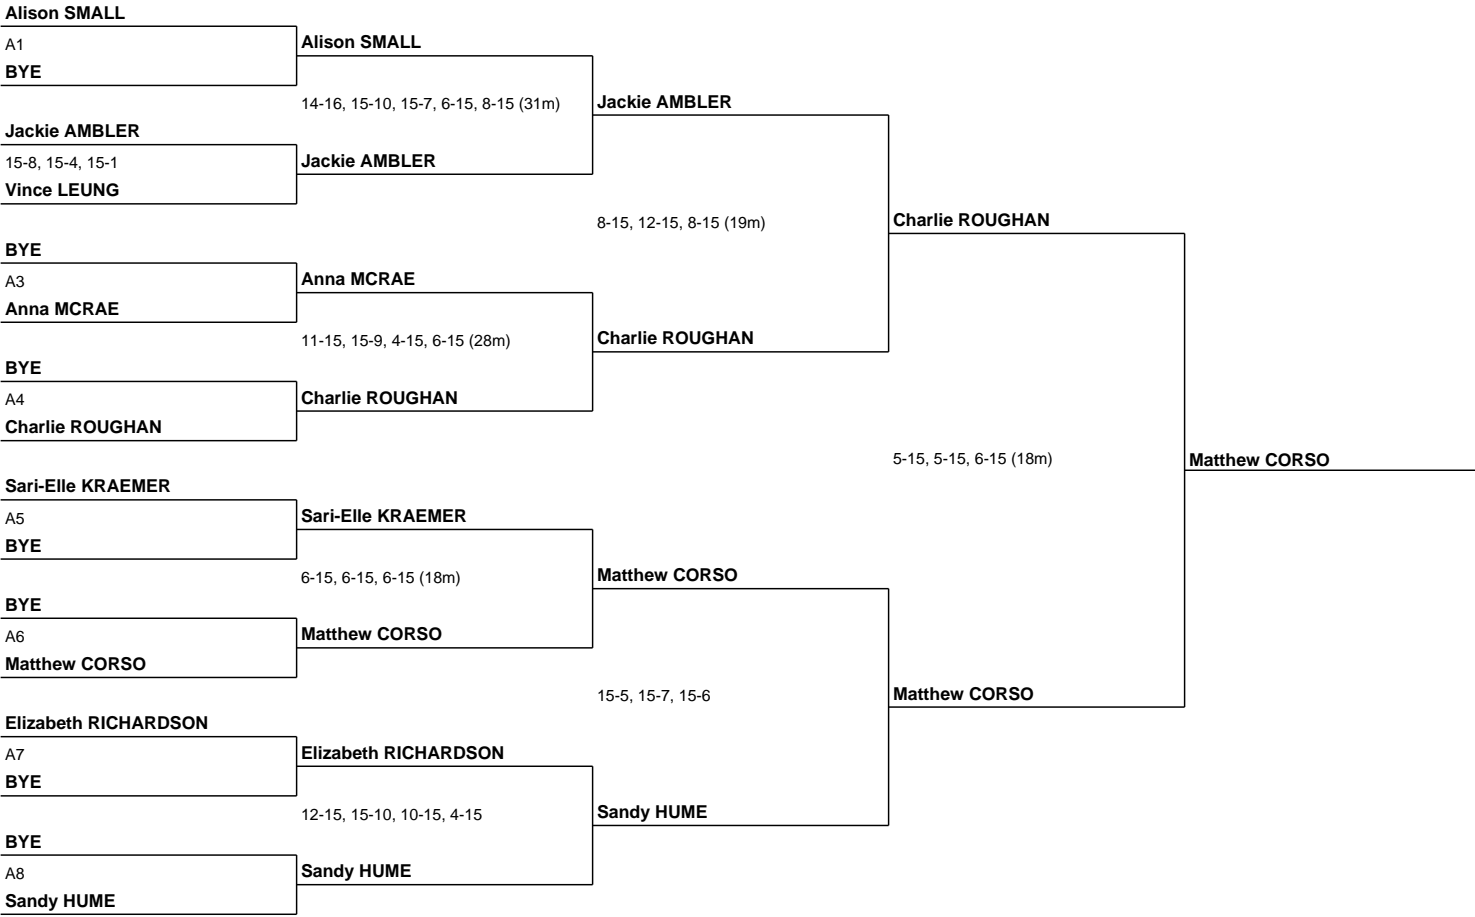 Alison SMALL
A1
BYE
Alison SMALL
14-16, 15-10, 15-7, 6-15, 8-15 (31m)
Jackie AMBLER
Jackie AMBLER
15-8, 15-4, 15-1
Vince LEUNG
Jackie AMBLER
8-15, 12-15, 8-15 (19m)
Charlie ROUGHAN
BYE
A3
Anna MCRAE
Anna MCRAE
11-15, 15-9, 4-15, 6-15 (28m)
Charlie ROUGHAN
BYE
A4
Charlie ROUGHAN
Charlie ROUGHAN
5-15, 5-15, 6-15 (18m)
Matthew CORSO
Sari-Elle KRAEMER
A5
BYE
Sari-Elle KRAEMER
6-15, 6-15, 6-15 (18m)
Matthew CORSO
BYE
A6
Matthew CORSO
Matthew CORSO
15-5, 15-7, 15-6
Matthew CORSO
Elizabeth RICHARDSON
A7
BYE
Elizabeth RICHARDSON
12-15, 15-10, 10-15, 4-15
Sandy HUME
BYE
A8
Sandy HUME
Sandy HUME